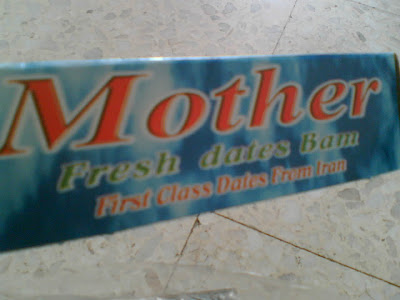 Mother
Fresh dates Bam
First Class Dates From Iran